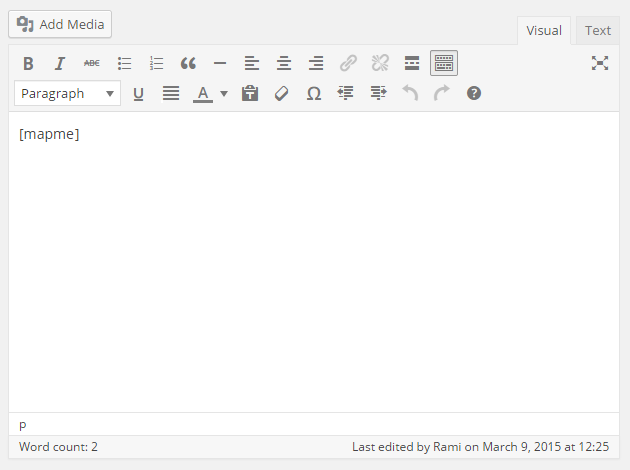 Add Media
Visual Text
B I ABC
Paragraph U A Ω ?
[mapme]
p
Word count: 2 Last edited by Rami on March 9, 2015 at 12:25